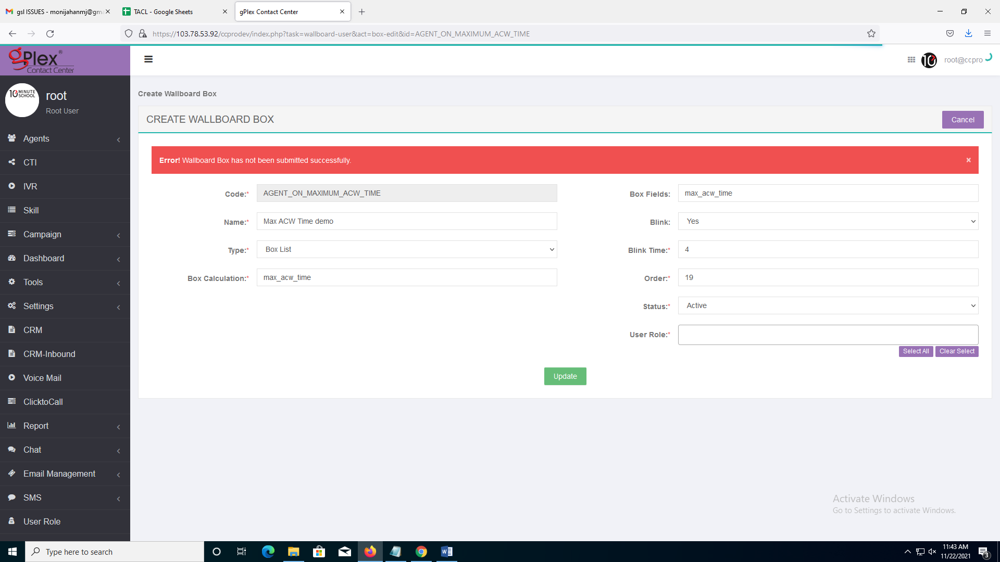 gsl ISSUES - monijahanmj@gma
TACL - Google Sheets
gPlex Contact Center
https://103.78.53.92/ccprodev/index.php?task=wallboard-user&act=box-edit&id=AGENT_ON_MAXIMUM_ACW_TIME
gPlex®
Contact Center
10
root@ccpro
10 MINUTE SCHOOL
root
Root User
Agents
CTI
IVR
Skill
Campaign
Dashboard
Tools
Settings
CRM
CRM-Inbound
Voice Mail
ClicktoCall
Report
Chat
Email Management
SMS
User Role
Create Wallboard Box
CREATE WALLBOARD BOX
Cancel
Error! Wallboard Box has not been submitted successfully.
×
Code:* AGENT_ON_MAXIMUM_ACW_TIME
Name:* Max ACW Time demo
Type:* Box List
Box Calculation:* max_acw_time
Box Fields: max_acw_time
Blink: Yes
Blink Time:* 4
Order:* 19
Status:* Active
User Role:*
Select All Clear Select
Update
Activate Windows
Go to Settings to activate Windows.
Type here to search
11:43 AM
11/22/2021
3